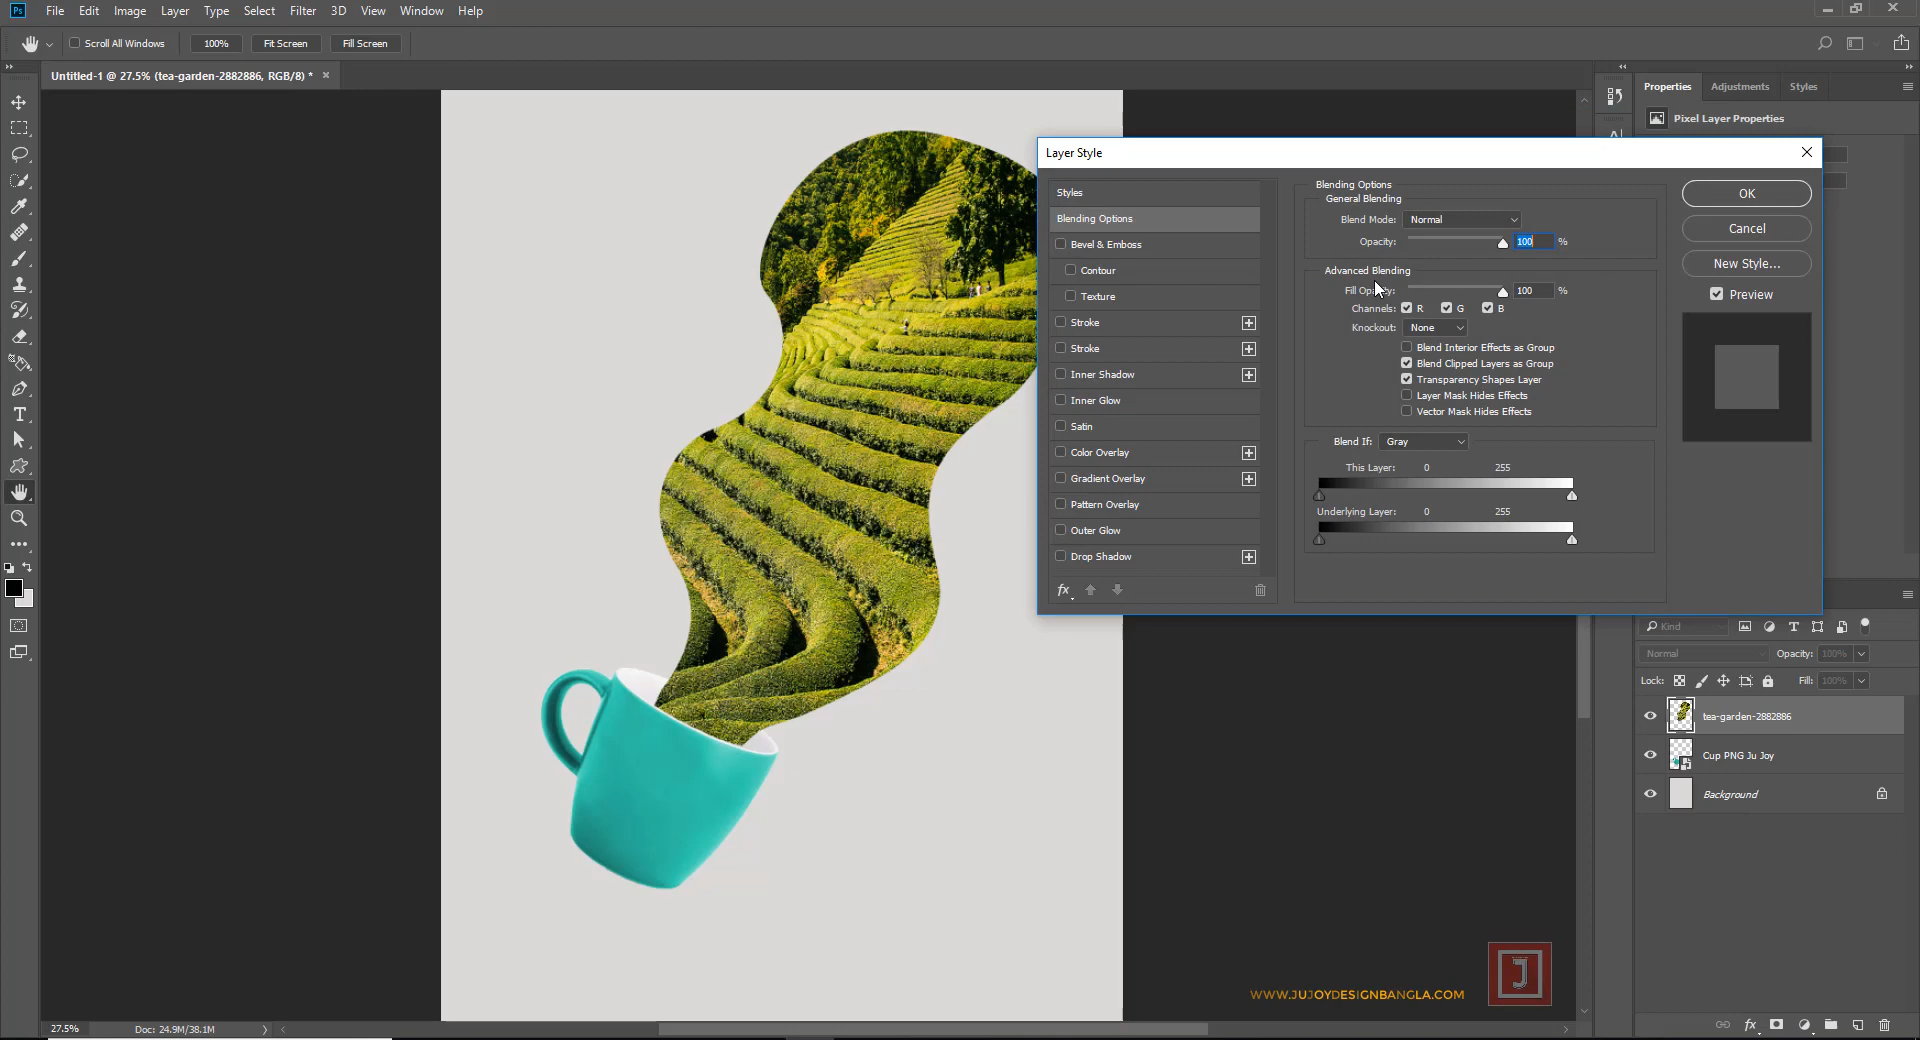 Ps File Edit Image Layer Type Select Filter 3D View Window Help
Scroll All Windows 100% Fit Screen Fill Screen
Untitled-1 @ 27.5% (tea-garden-2882886, RGB/8) *
Properties Adjustments Styles
Pixel Layer Properties
Layer Style
Styles
Blending Options
Bevel & Emboss
Contour
Texture
Stroke
Stroke
Inner Shadow
Inner Glow
Satin
Color Overlay
Gradient Overlay
Pattern Overlay
Outer Glow
Drop Shadow
fx
Blending Options
General Blending
Blend Mode: Normal
Opacity: 100 %
Advanced Blending
Fill Opacity: 100 %
Channels: R G B
Knockout: None
Blend Interior Effects as Group
Blend Clipped Layers as Group
Transparency Shapes Layer
Layer Mask Hides Effects
Vector Mask Hides Effects
Blend If: Gray
This Layer: 0 255
Underlying Layer: 0 255
OK
Cancel
New Style...
Preview
Kind
Normal Opacity: 100%
Lock: Fill: 100%
tea-garden-2882886
Cup PNG Ju Joy
Background
fx
J
WWW.JUJOYDESIGNBANGLA.COM
27.5% Doc: 24.9M/38.1M